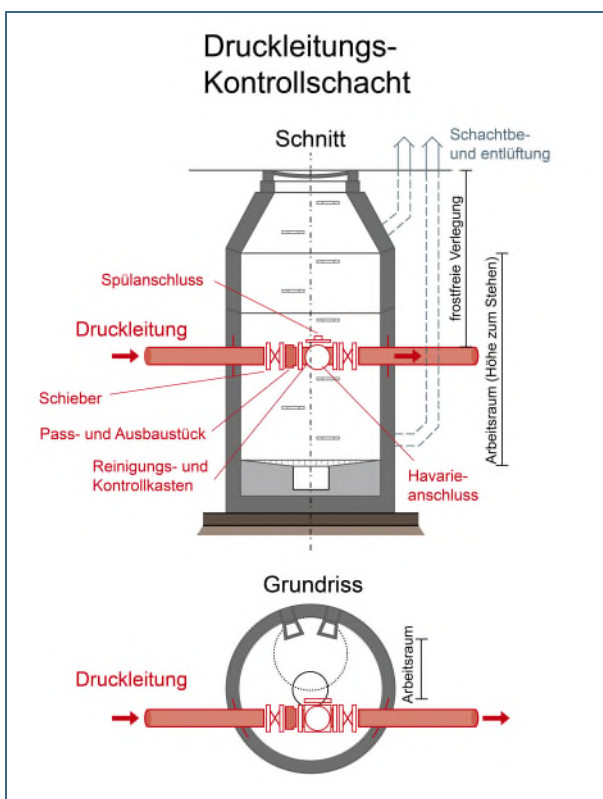 Druckleitungs-
Kontrollschacht
Schnitt
Schachtbe-
und entlüftung
frostfreie Verlegung
Arbeitsraum (Höhe zum Stehen)
Spülanschluss
Druckleitung
Schieber
Pass- und Ausbaustück
Reinigungs- und
Kontrollkasten
Havarie-
anschluss
Grundriss
Arbeitsraum
Druckleitung